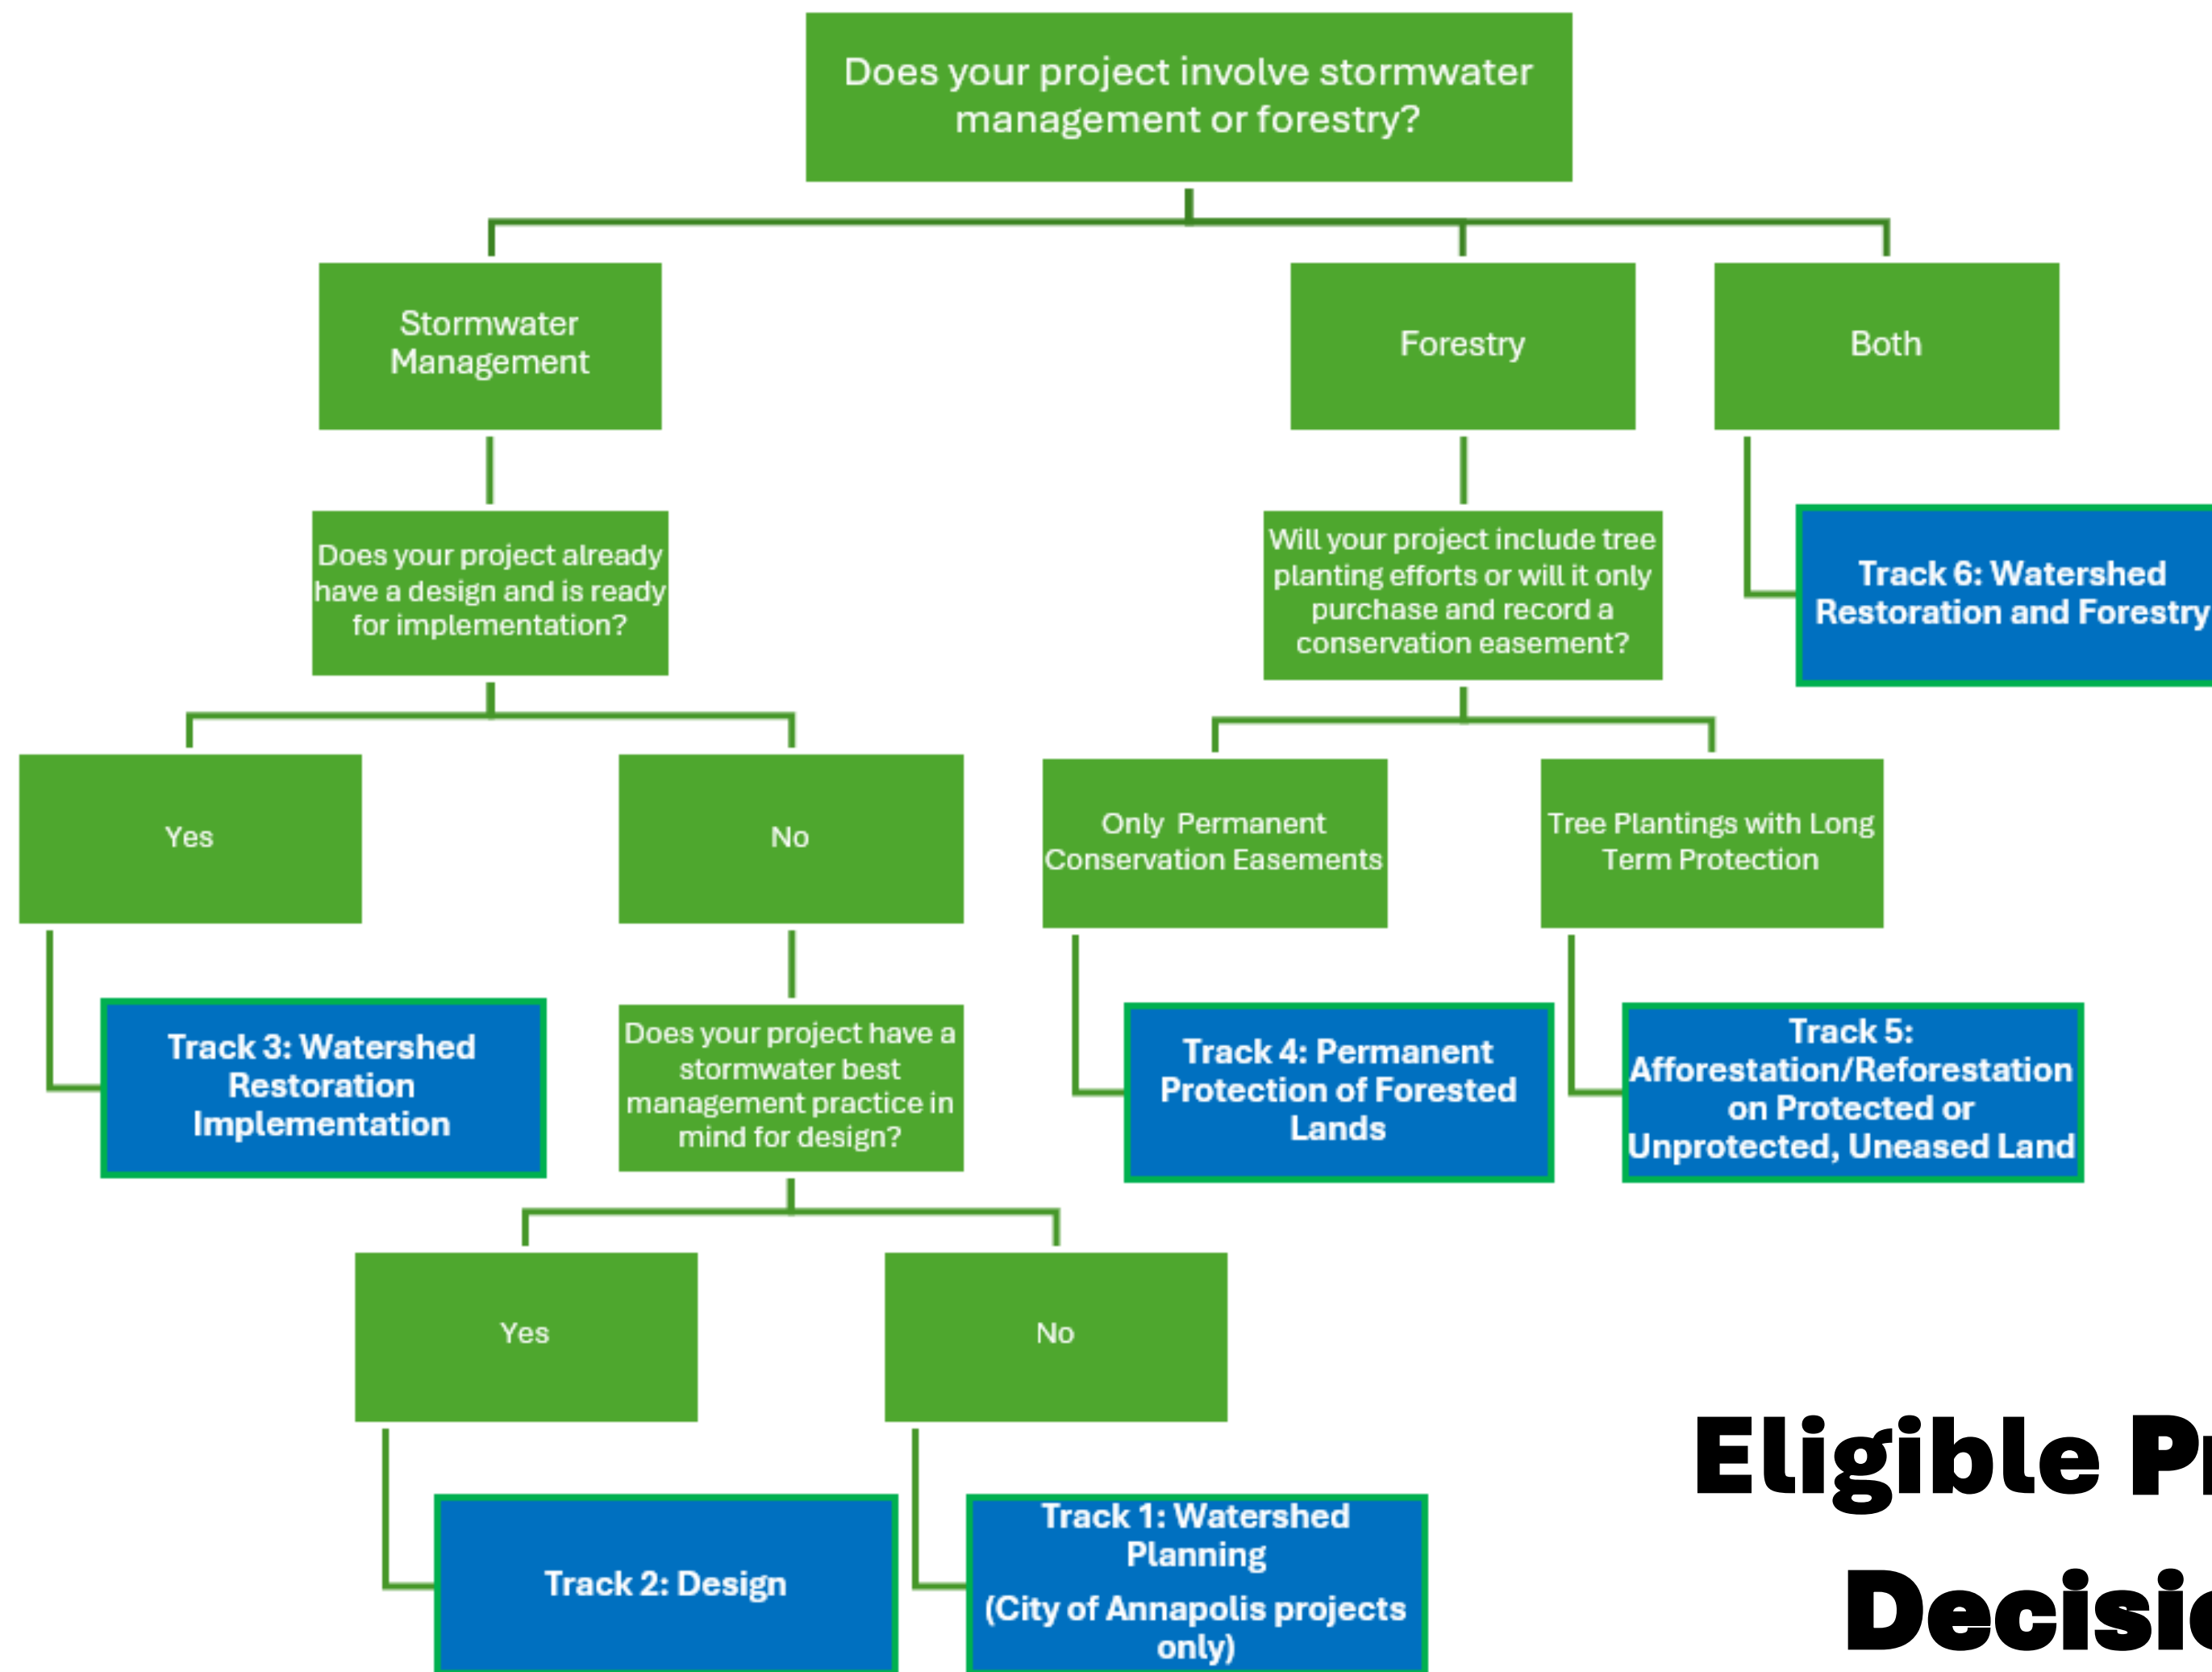 Does your project involve stormwater
management or forestry?
Stormwater
Management
Forestry
Both
Does your project already
have a design and is ready
for implementation?
Will your project include tree
planting efforts or will it only
purchase and record a
conservation easement?
Track 6: Watershed
Restoration and Forestry
Yes
No
Only Permanent
Conservation Easements
Tree Plantings with Long
Term Protection
Track 3: Watershed
Restoration
Implementation
Does your project have a
stormwater best
management practice in
mind for design?
Track 4: Permanent
Protection of Forested
Lands
Track 5:
Afforestation/Reforestation
on Protected or
Unprotected, Uneased Land
Yes
No
Track 2: Design
Track 1: Watershed
Planning
(City of Annapolis projects
only)
Eligible